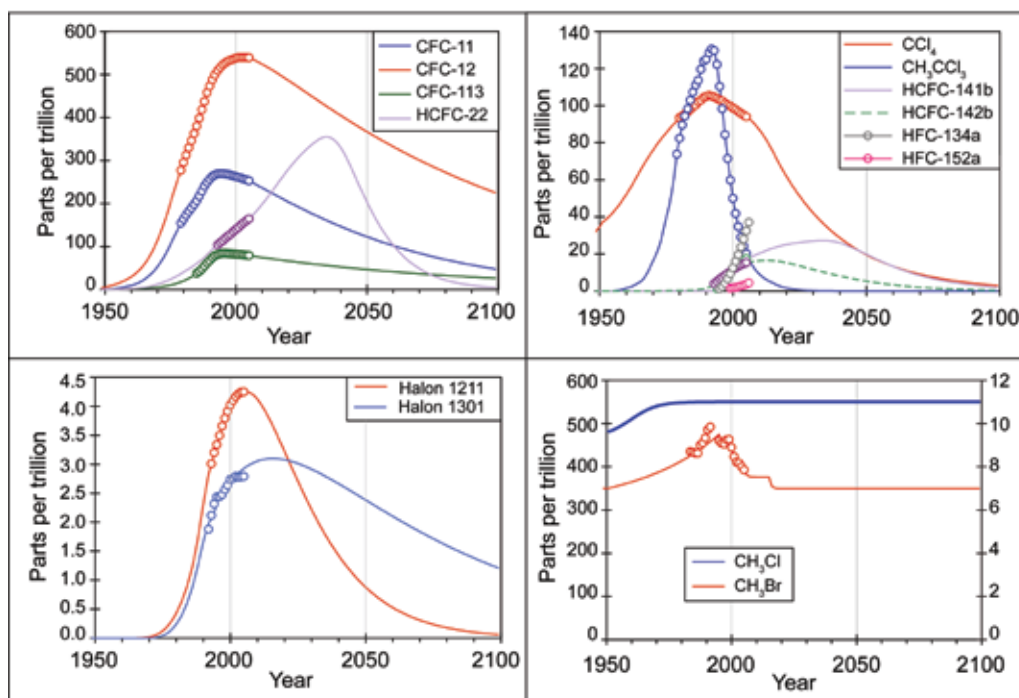 600
500
400
300
200
100
0
Parts per trillion
1950
2000
2050
2100
Year
CFC-11
CFC-12
CFC-113
HCFC-22
140
120
100
80
60
40
20
0
Parts per trillion
1950
2000
2050
2100
Year
CCl₄
CH₃CCl₃
HCFC-141b
HCFC-142b
HFC-134a
HFC-152a
4.5
4.0
3.5
3.0
2.5
2.0
1.5
1.0
0.5
0.0
Parts per trillion
1950
2000
2050
2100
Year
Halon 1211
Halon 1301
600
500
400
300
200
100
0
Parts per trillion
12
10
8
6
4
2
0
1950
2000
2050
2100
Year
CH₃Cl
CH₃Br